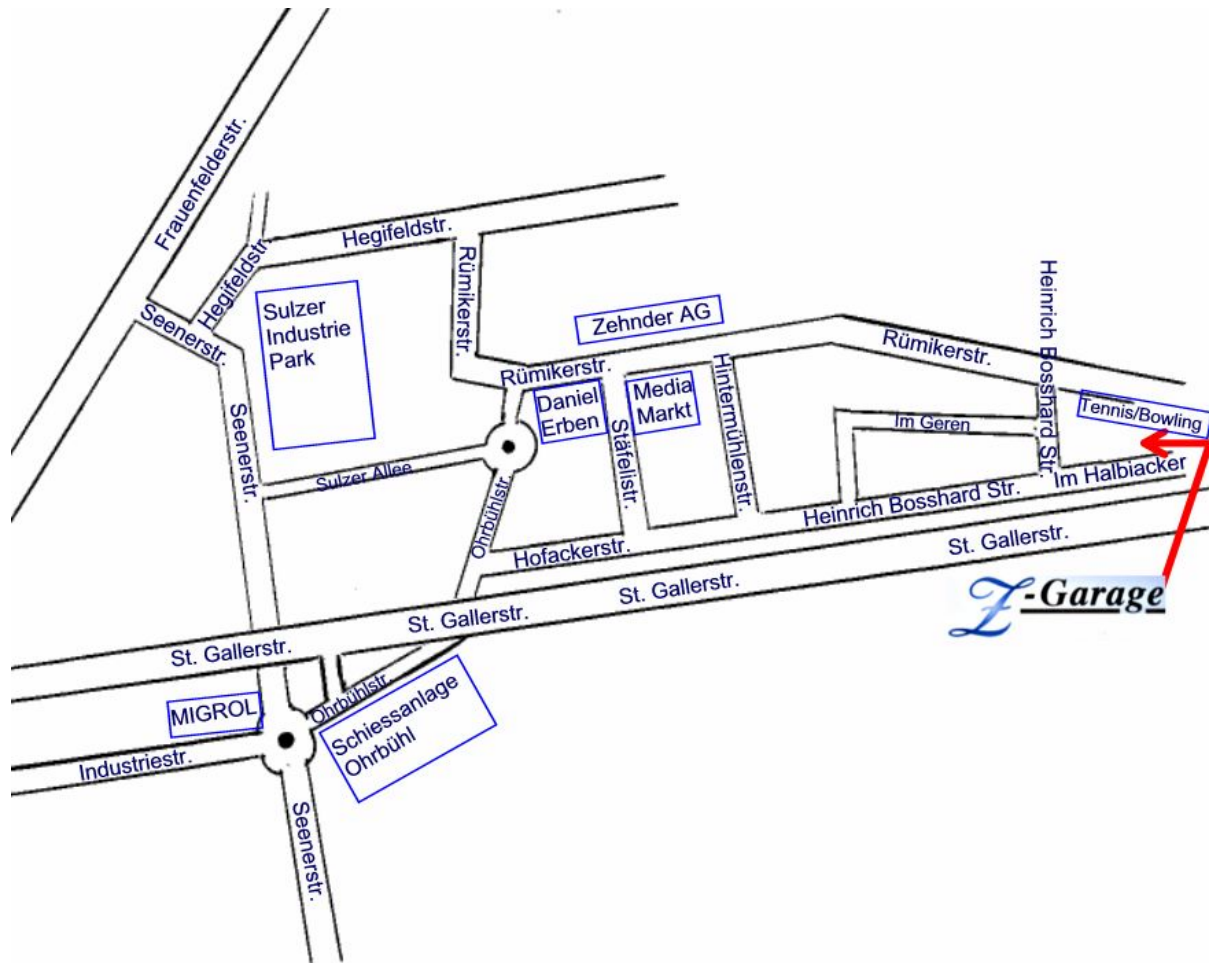 Frauenfelderstr.
Hegifeldstr.
Hegifeldstr.
Seenerstr.
Sulzer
Industrie
Park
Rümikerstr.
Zehnder AG
Heinrich Bosshard Str.
Rümikerstr.
Rümikerstr.
Daniel
Erben
Media
Markt
Hintermühlenstr.
Tennis/Bowling
Seenerstr.
Stäfelistr.
Im Geren
Sulzer Allee
Ohrbühlstr.
Im Halbiacker
Heinrich Bosshard Str.
Hofackerstr.
St. Gallerstr.
St. Gallerstr.
St. Gallerstr.
St. Gallerstr.
Z-Garage
MIGROL
Ohrbühlstr.
Schiessanlage
Ohrbühl
Industriestr.
Seenerstr.